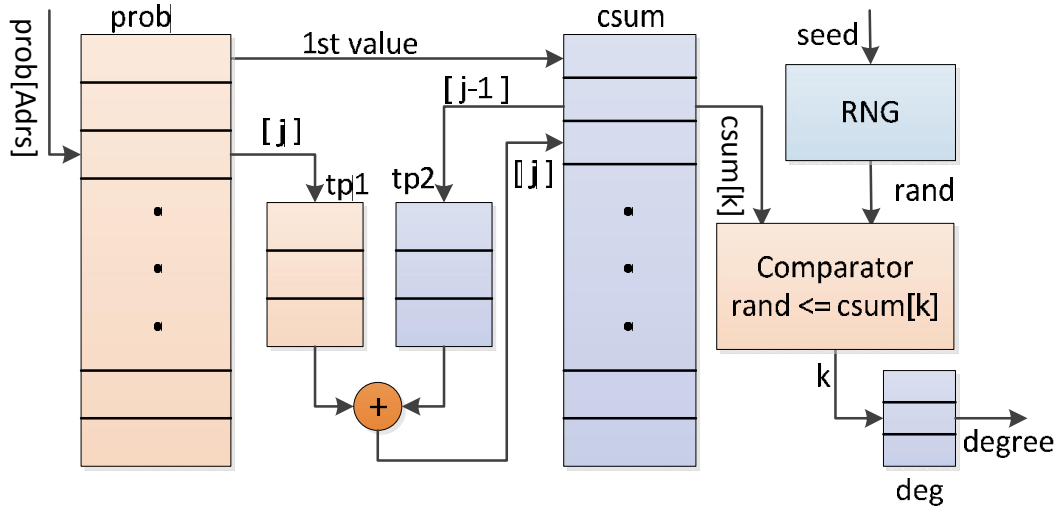 prob
csum
1st value
seed
prob[Adrs]
[ j-1 ]
RNG
[ j ]
csum[k]
tp1
tp2
[ j ]
rand
Comparator
rand <= csum[k]
+
k
degree
deg